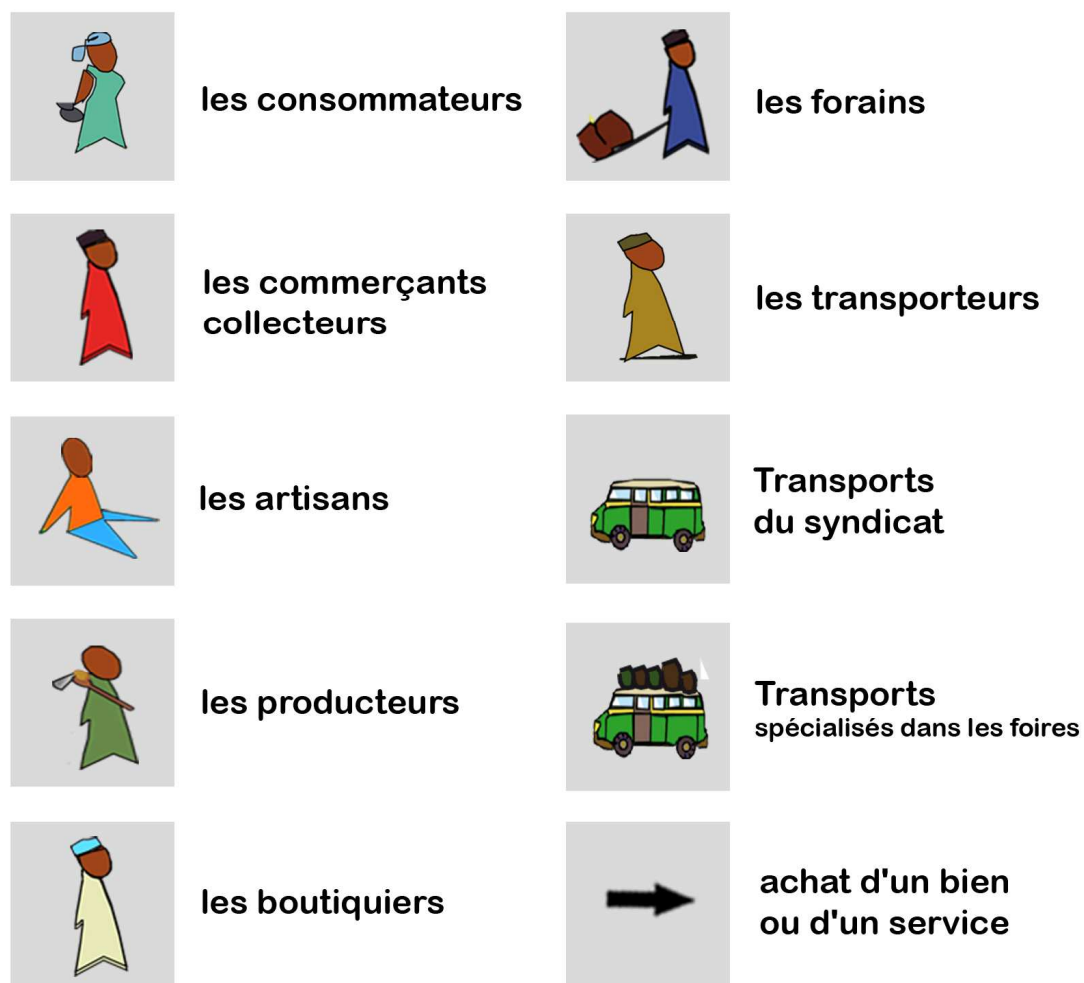 les consommateurs
les forains
les commerçants
collecteurs
les transporteurs
les artisans
Transports
du syndicat
les producteurs
Transports
spécialisés dans les foires
les boutiquiers
achat d'un bien
ou d'un service